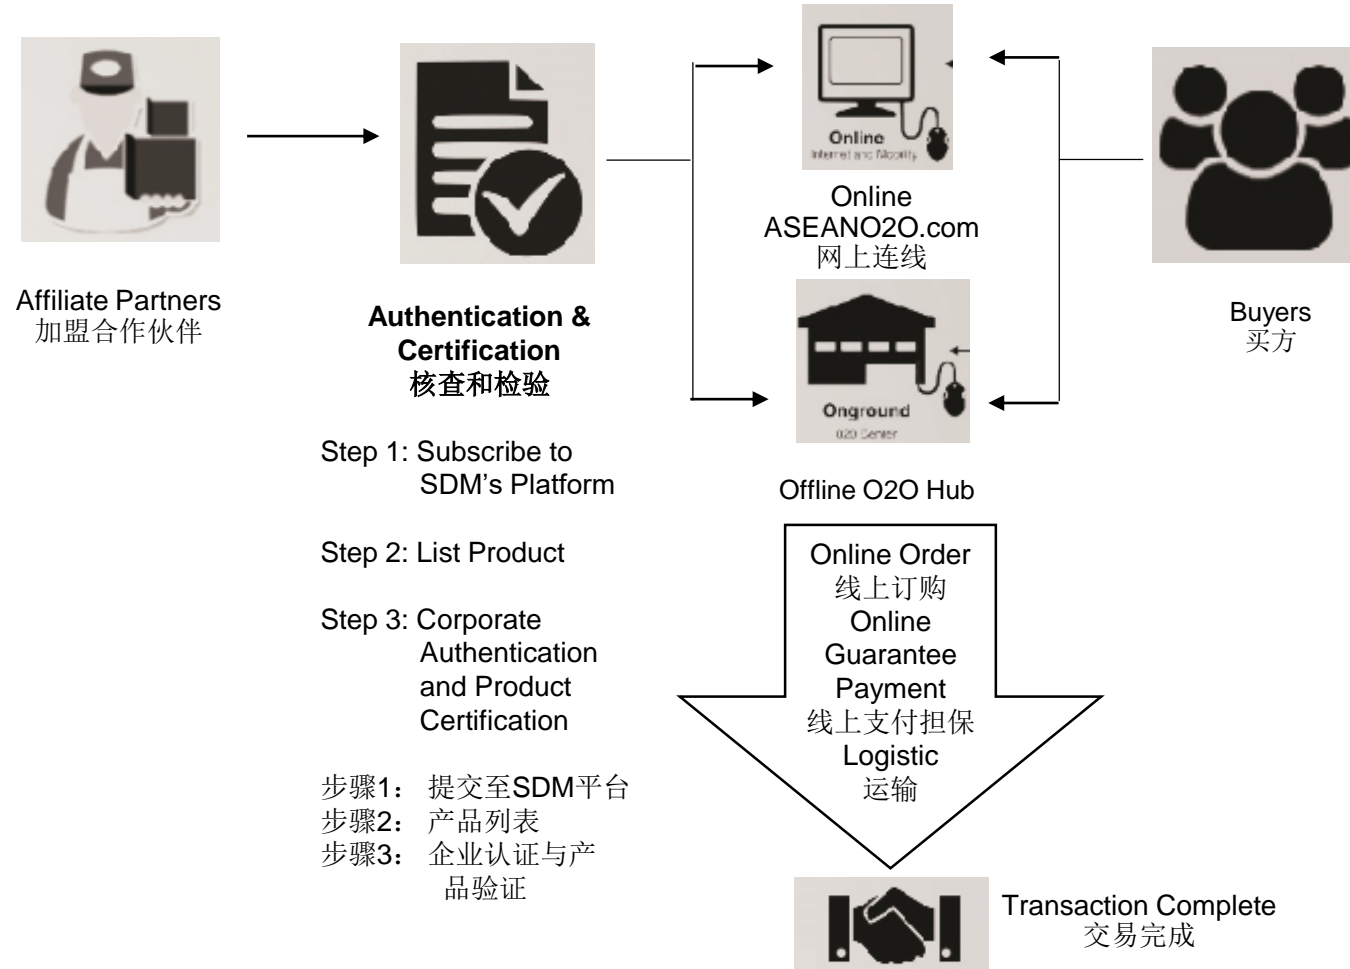 Affiliate Partners
加盟合作伙伴
Authentication &
Certification
核查和检验
Step 1: Subscribe to
SDM's Platform
Step 2: List Product
Step 3: Corporate
Authentication
and Product
Certification
步骤1： 提交至SDM平台
步骤2： 产品列表
步骤3： 企业认证与产
品验证
Online
Internet and Mobility
Online
ASEANO2O.com
网上连线
Onground
O2O Center
Offline O2O Hub
Online Order
线上订购
Online
Guarantee
Payment
线上支付担保
Logistic
运输
Buyers
买方
Transaction Complete
交易完成